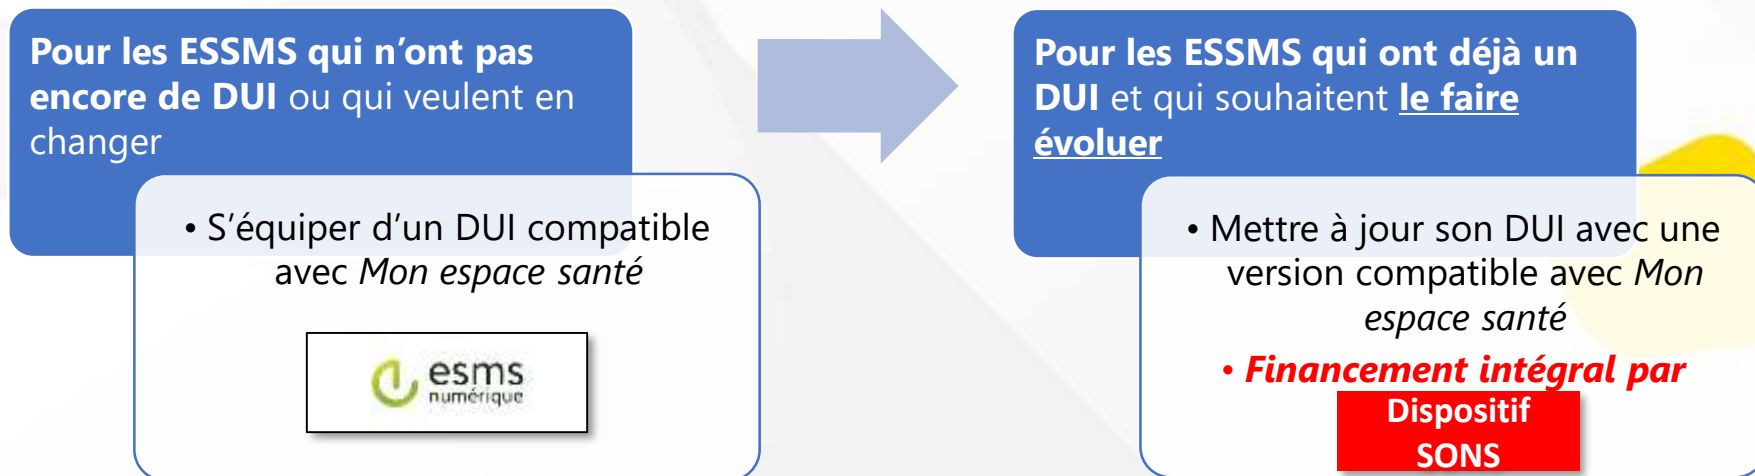 Pour les ESSMS qui n’ont pas
encore de DUI ou qui veulent en
changer
• S’équiper d’un DUI compatible
avec Mon espace santé
esms
numérique
Pour les ESSMS qui ont déjà un
DUI et qui souhaitent le faire
évoluer
• Mettre à jour son DUI avec une
version compatible avec Mon
espace santé
• Financement intégral par
Dispositif
SONS